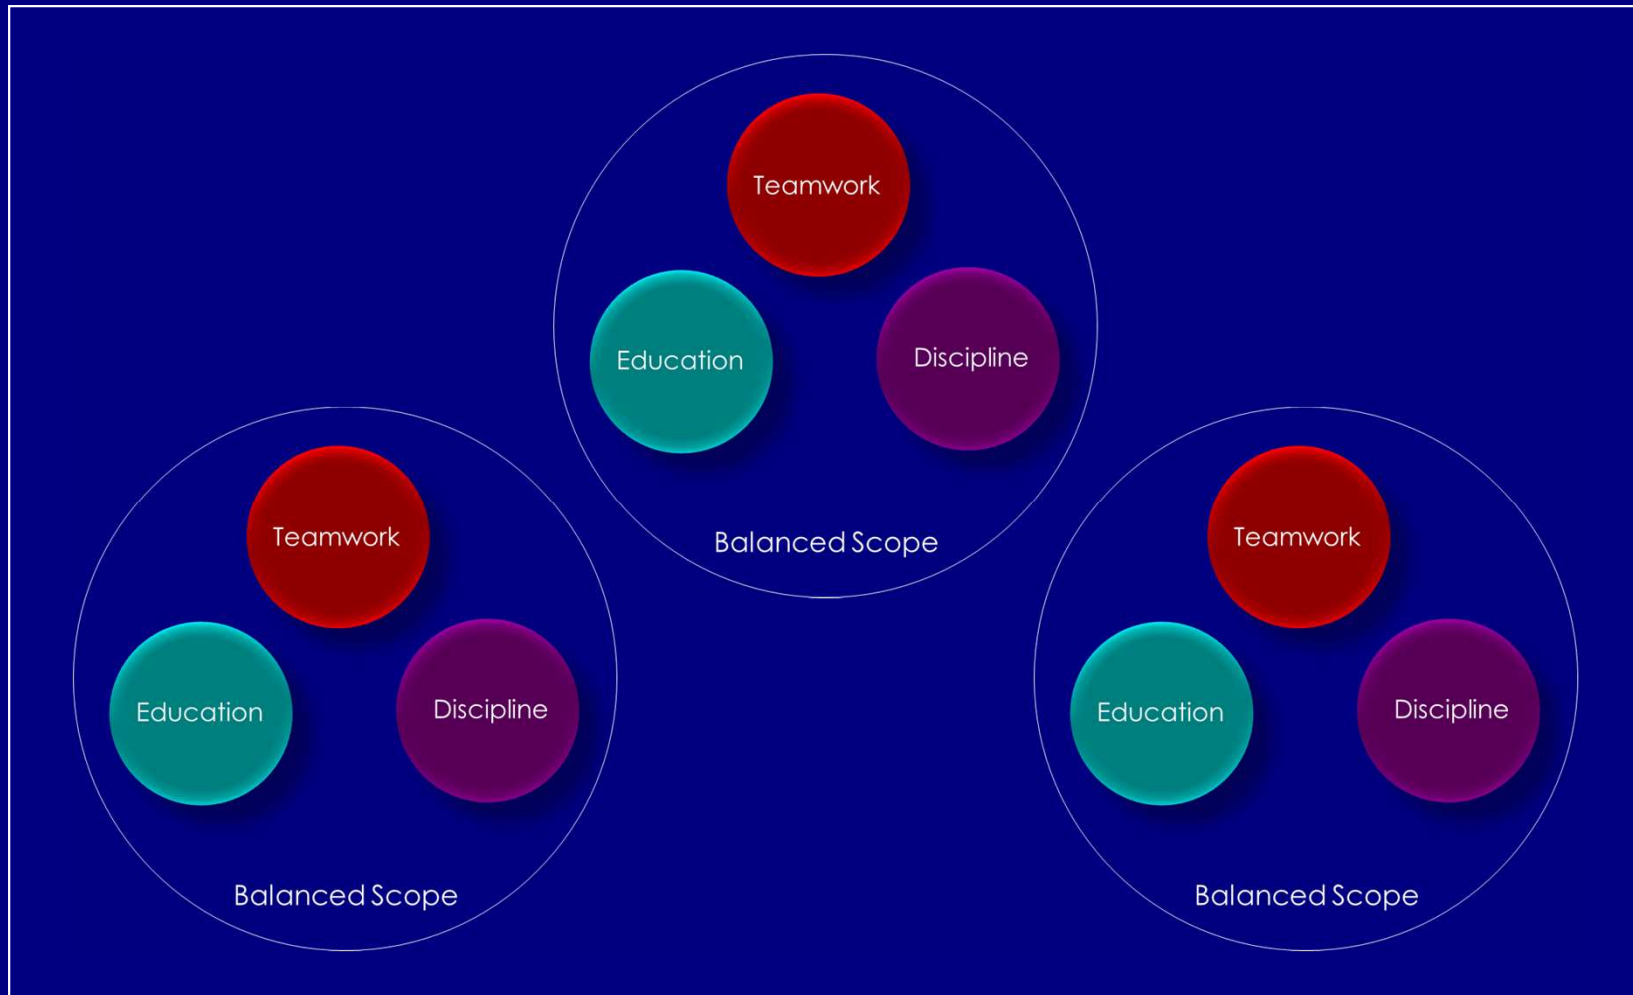 Teamwork
Education
Discipline
Balanced Scope
Teamwork
Education
Discipline
Balanced Scope
Teamwork
Education
Discipline
Balanced Scope